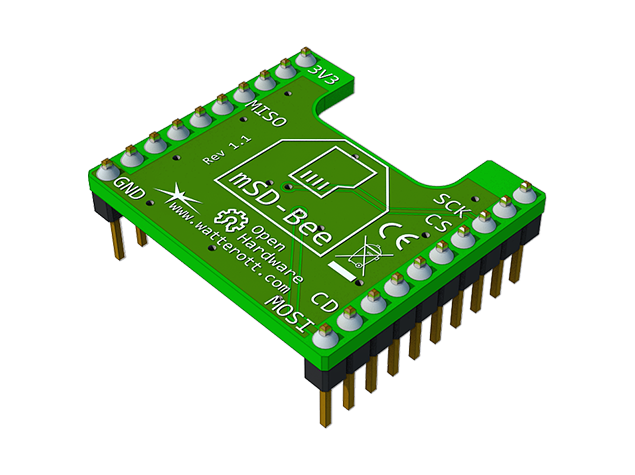 3V3
MISO
Rev 1.1
GND
mSD-Bee
SCK
CS
CE
Open
Hardware
www.watterott.com
CD
MOSI